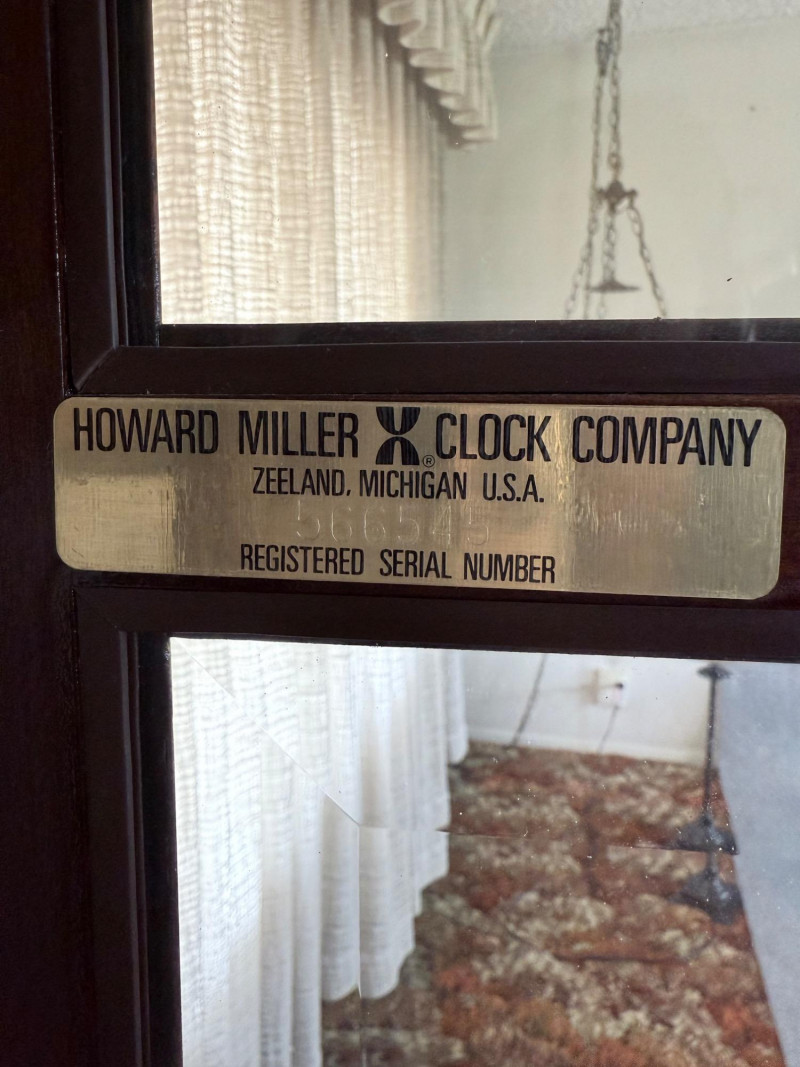 HOWARD MILLER ® CLOCK COMPANY
ZEELAND, MICHIGAN U.S.A.
566545
REGISTERED SERIAL NUMBER